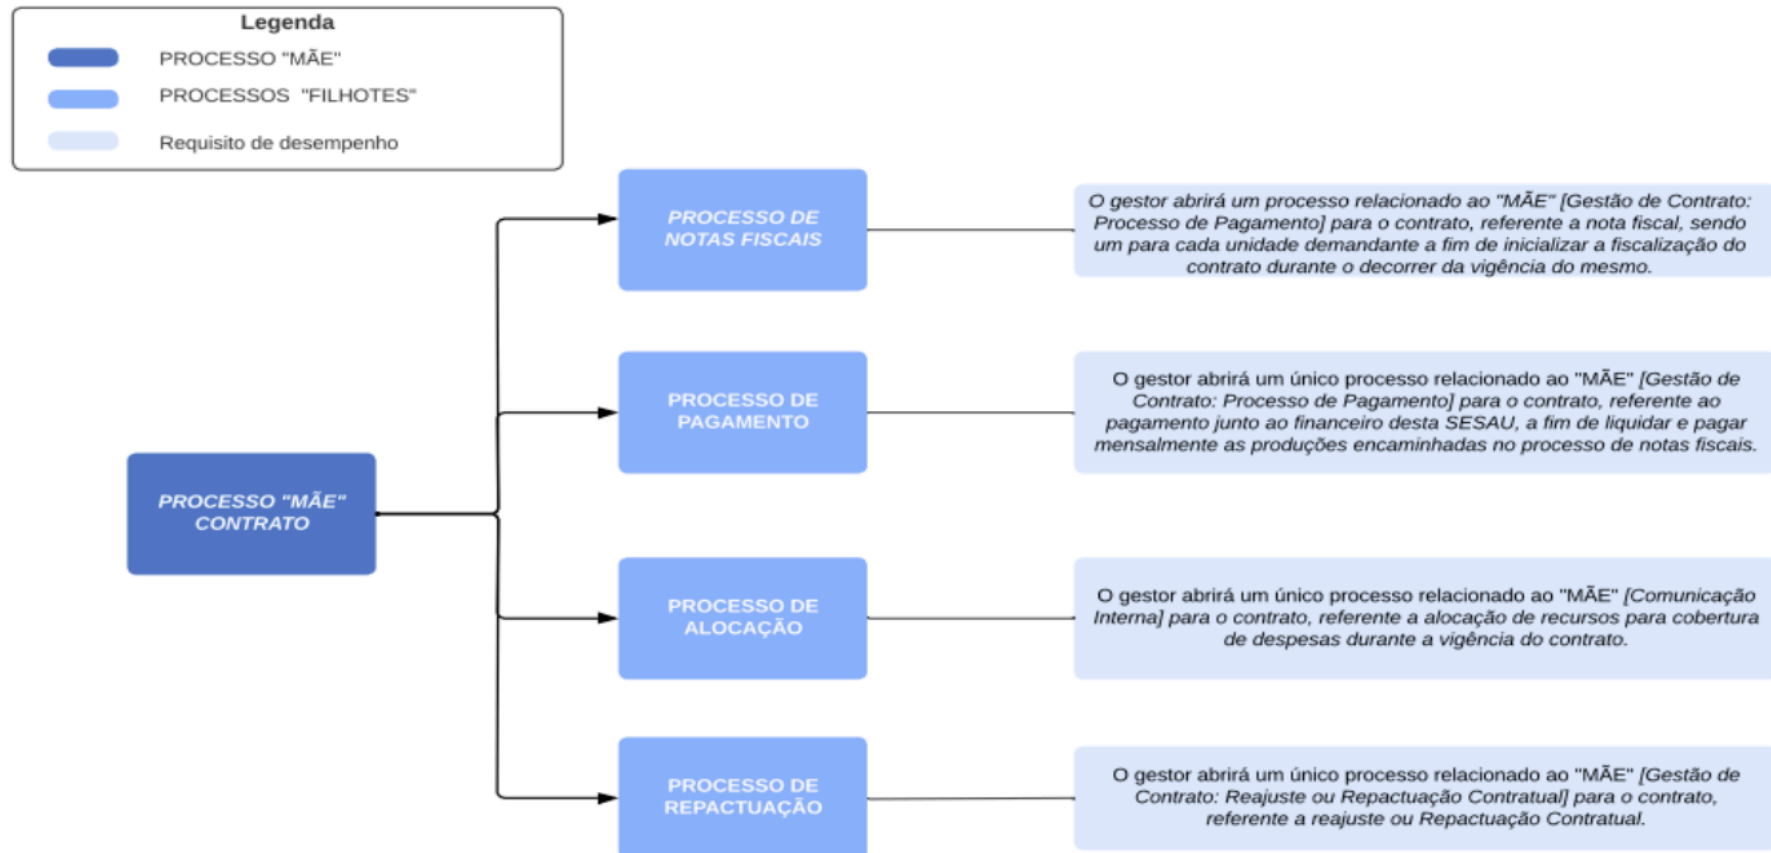 Legenda
PROCESSO "MÃE"
PROCESSOS "FILHOTES"
Requisito de desempenho
PROCESSO "MÃE"
CONTRATO
PROCESSO DE
NOTAS FISCAIS
O gestor abrirá um processo relacionado ao "MÃE" [Gestão de Contrato:
Processo de Pagamento] para o contrato, referente a nota fiscal, sendo
um para cada unidade demandante a fim de inicializar a fiscalização do
contrato durante o decorrer da vigência do mesmo.
PROCESSO DE
PAGAMENTO
O gestor abrirá um único processo relacionado ao "MÃE" [Gestão de
Contrato: Processo de Pagamento] para o contrato, referente ao
pagamento junto ao financeiro desta SESAU, a fim de liquidar e pagar
mensalmente as produções encaminhadas no processo de notas fiscais.
PROCESSO DE
ALOCAÇÃO
O gestor abrirá um único processo relacionado ao "MÃE" [Comunicação
Interna] para o contrato, referente a alocação de recursos para cobertura
de despesas durante a vigência do contrato.
PROCESSO DE
REPACTUAÇÃO
O gestor abrirá um único processo relacionado ao "MÃE" [Gestão de
Contrato: Reajuste ou Repactuação Contratual] para o contrato,
referente a reajuste ou Repactuação Contratual.